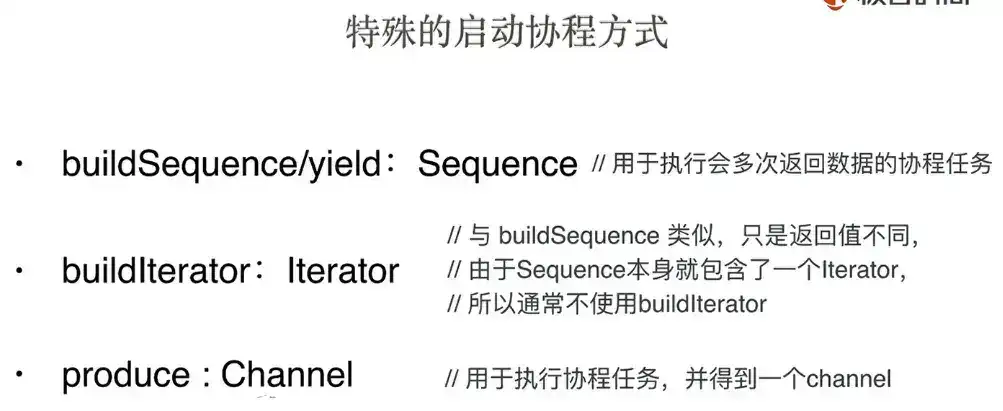 特殊的启动协程方式
· buildSequence/yield：Sequence // 用于执行会多次返回数据的协程任务
// 与 buildSequence 类似，只是返回值不同，
· buildIterator：Iterator // 由于Sequence本身就包含了一个Iterator，
// 所以通常不使用buildIterator
· produce : Channel // 用于执行协程任务，并得到一个channel